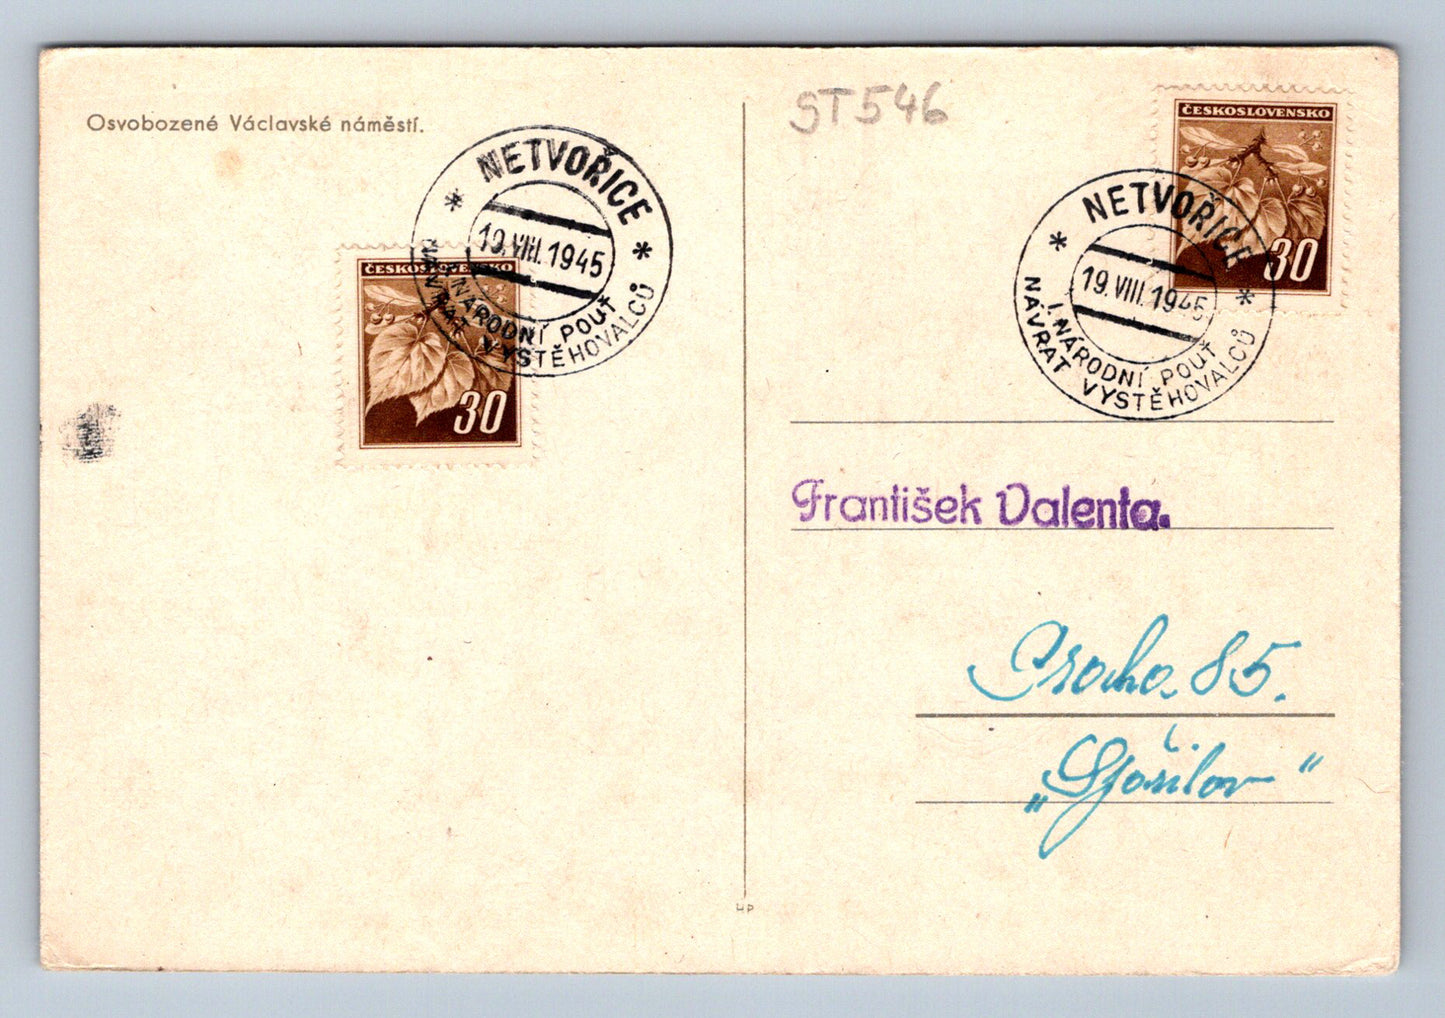 Osvobozené Václavské náměstí.
NETVOŘICE
19.VIII.1945
I. NÁRODNÍ POUŤ
NÁVRAT VYSTĚHOVALCŮ
ČESKOSLOVENSKO
30
ST546
ČESKOSLOVENSKO
30
NETVOŘICE
19.VIII.1945
I. NÁRODNÍ POUŤ
NÁVRAT VYSTĚHOVALCŮ
František Valenta.
Praha. 85.
HP